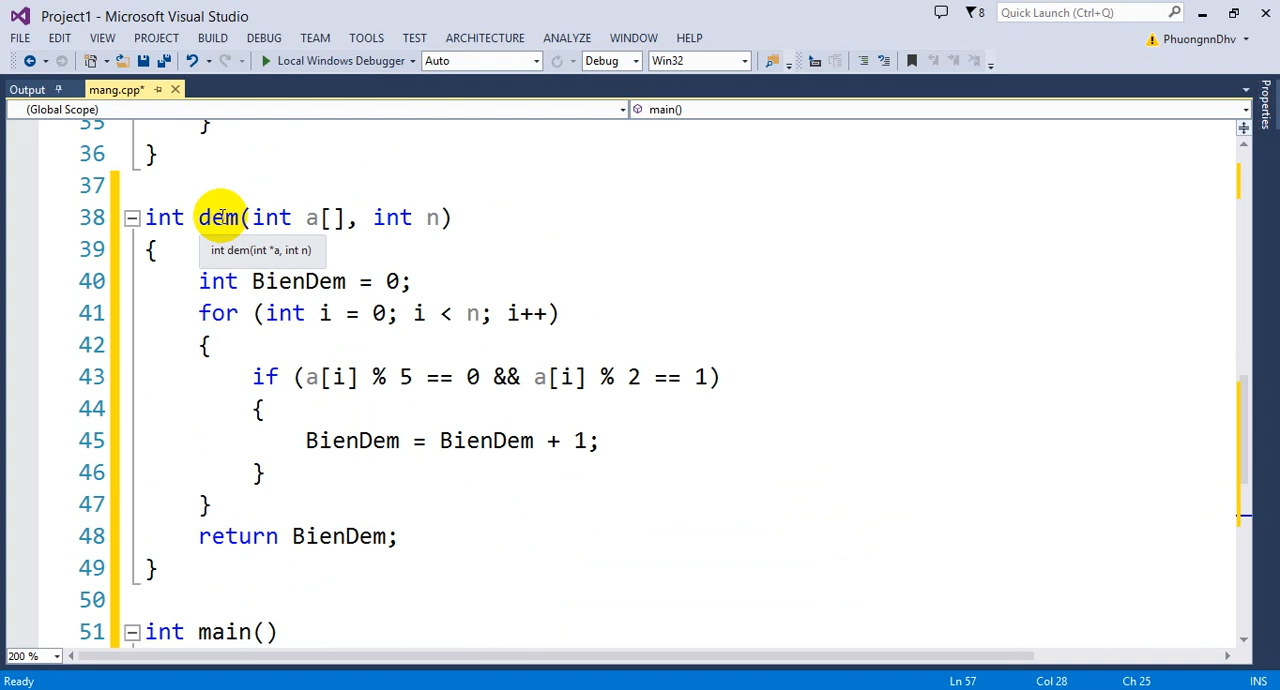 Project1 - Microsoft Visual Studio
8
Quick Launch (Ctrl+Q)
FILE EDIT VIEW PROJECT BUILD DEBUG TEAM TOOLS TEST ARCHITECTURE ANALYZE WINDOW HELP
PhuongnnDhv
Local Windows Debugger Auto Debug Win32
Output mang.cpp*
(Global Scope) main()
Properties
35 }
36 }
37
38 int dem(int a[], int n)
39 {
int dem(int *a, int n)
40 int BienDem = 0;
41 for (int i = 0; i < n; i++)
42 {
43 if (a[i] % 5 == 0 && a[i] % 2 == 1)
44 {
45 BienDem = BienDem + 1;
46 }
47 }
48 return BienDem;
49 }
50
51 int main()
200 %
Ready Ln 57 Col 28 Ch 25 INS